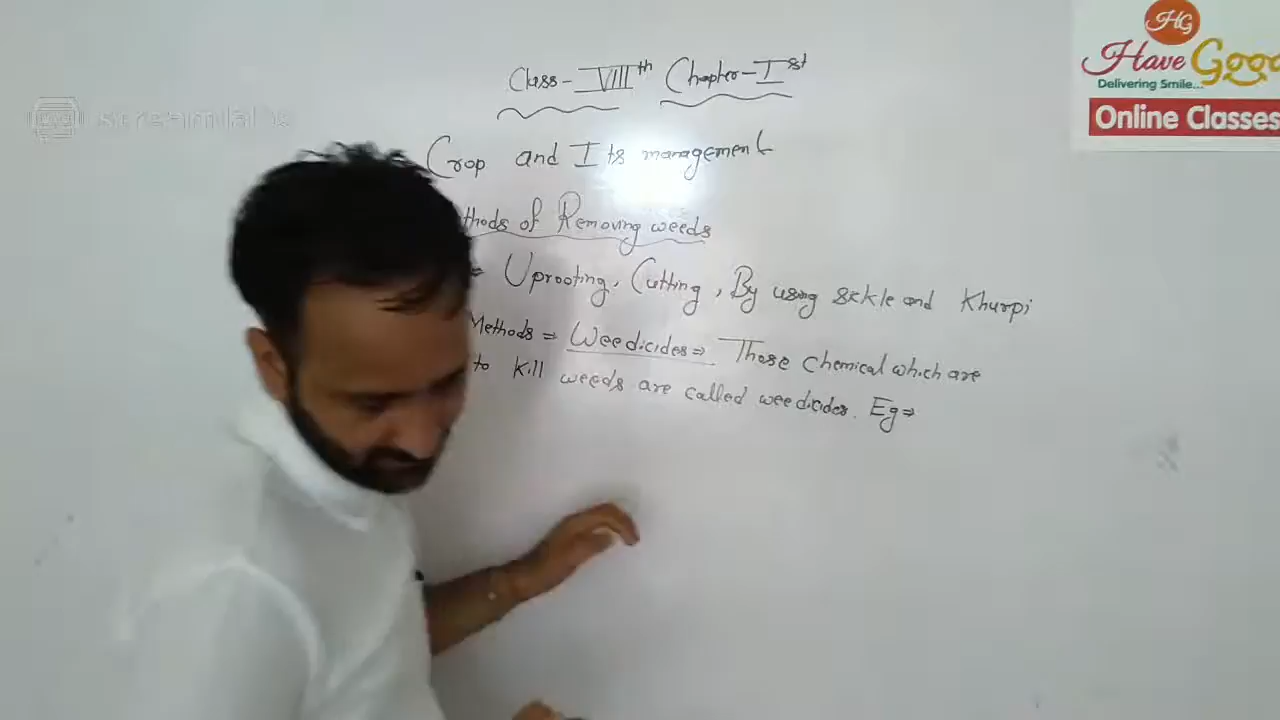 HG
Have Good
Delivering Smile...
Online Classes
streamlabs
Class - VIIIth Chapter - Ist
Crop and Its management
thods of Removing weeds
= Uprooting, Cutting, By using sickle and Khurpi
Methods ⇒ Weedicides ⇒ Those chemical which are
to kill weeds are called weedicides. Eg ⇒